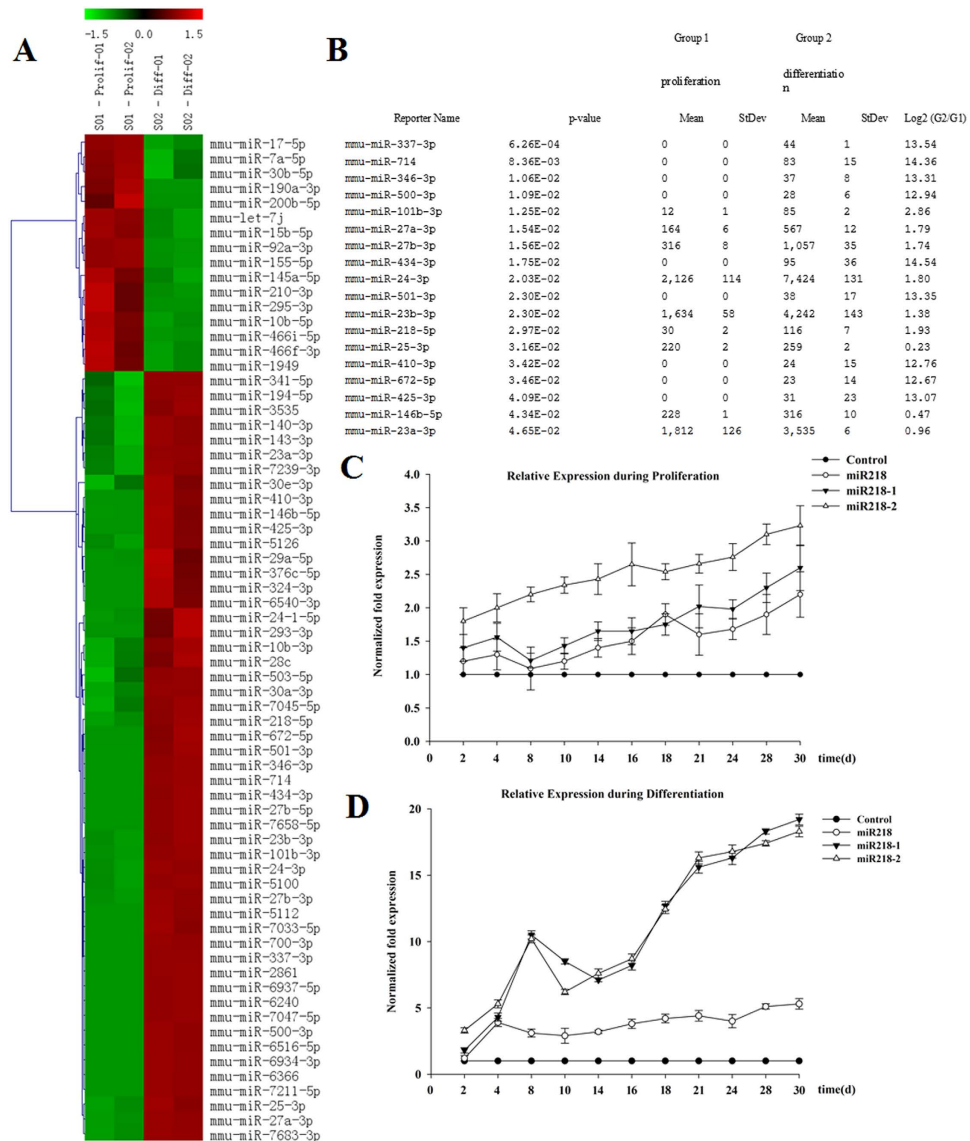 A
-1.5 0.0 1.5
S01 - Prolif-01
S01 - Prolif-02
S02 - Diff-01
S02 - Diff-02
mmu-miR-17-5p
mmu-miR-7a-5p
mmu-miR-30b-5p
mmu-miR-190a-3p
mmu-miR-200b-5p
mmu-let-7j
mmu-miR-15b-5p
mmu-miR-92a-3p
mmu-miR-155-5p
mmu-miR-145a-5p
mmu-miR-210-3p
mmu-miR-295-3p
mmu-miR-10b-5p
mmu-miR-466i-5p
mmu-miR-466f-3p
mmu-miR-1949
mmu-miR-341-5p
mmu-miR-194-5p
mmu-miR-3535
mmu-miR-140-3p
mmu-miR-143-3p
mmu-miR-23a-3p
mmu-miR-7239-3p
mmu-miR-30e-3p
mmu-miR-410-3p
mmu-miR-146b-5p
mmu-miR-425-3p
mmu-miR-5126
mmu-miR-29a-5p
mmu-miR-376c-5p
mmu-miR-324-3p
mmu-miR-6540-3p
mmu-miR-24-1-5p
mmu-miR-293-3p
mmu-miR-10b-3p
mmu-miR-28c
mmu-miR-503-5p
mmu-miR-30a-3p
mmu-miR-7045-5p
mmu-miR-218-5p
mmu-miR-672-5p
mmu-miR-501-3p
mmu-miR-346-3p
mmu-miR-714
mmu-miR-434-3p
mmu-miR-27b-5p
mmu-miR-7658-5p
mmu-miR-23b-3p
mmu-miR-101b-3p
mmu-miR-24-3p
mmu-miR-5100
mmu-miR-27b-3p
mmu-miR-5112
mmu-miR-7033-5p
mmu-miR-700-3p
mmu-miR-337-3p
mmu-miR-2861
mmu-miR-6937-5p
mmu-miR-6240
mmu-miR-7047-5p
mmu-miR-500-3p
mmu-miR-6516-5p
mmu-miR-6934-3p
mmu-miR-6366
mmu-miR-7211-5p
mmu-miR-25-3p
mmu-miR-27a-3p
mmu-miR-7683-3p
B
Group 1 Group 2
proliferation differentiatio
n
Reporter Name p-value Mean StDev Mean StDev Log2 (G2/G1)
mmu-miR-337-3p 6.26E-04 0 0 44 1 13.54
mmu-miR-714 8.36E-03 0 0 83 15 14.36
mmu-miR-346-3p 1.06E-02 0 0 37 8 13.31
mmu-miR-500-3p 1.09E-02 0 0 28 6 12.94
mmu-miR-101b-3p 1.25E-02 12 1 85 2 2.86
mmu-miR-27a-3p 1.54E-02 164 6 567 12 1.79
mmu-miR-27b-3p 1.56E-02 316 8 1,057 35 1.74
mmu-miR-434-3p 1.75E-02 0 0 95 36 14.54
mmu-miR-24-3p 2.03E-02 2,126 114 7,424 131 1.80
mmu-miR-501-3p 2.30E-02 0 0 38 17 13.35
mmu-miR-23b-3p 2.30E-02 1,634 58 4,242 143 1.38
mmu-miR-218-5p 2.97E-02 30 2 116 7 1.93
mmu-miR-25-3p 3.16E-02 220 2 259 2 0.23
mmu-miR-410-3p 3.42E-02 0 0 24 15 12.76
mmu-miR-672-5p 3.46E-02 0 0 23 14 12.67
mmu-miR-425-3p 4.09E-02 0 0 31 23 13.07
mmu-miR-146b-5p 4.34E-02 228 1 316 10 0.47
mmu-miR-23a-3p 4.65E-02 1,812 126 3,535 6 0.96
C
Relative Expression during Proliferation
Control
miR218
miR218-1
miR218-2
Normalized fold expression
4.0
3.5
3.0
2.5
2.0
1.5
1.0
0.5
0.0
0 2 4 8 10 14 16 18 21 24 28 30 time(d)
D
Relative Expression during Differentiation
Control
miR218
miR218-1
miR218-2
Normalized fold expression
20
15
10
5
0
0 2 4 8 10 14 16 18 21 24 28 30 time(d)